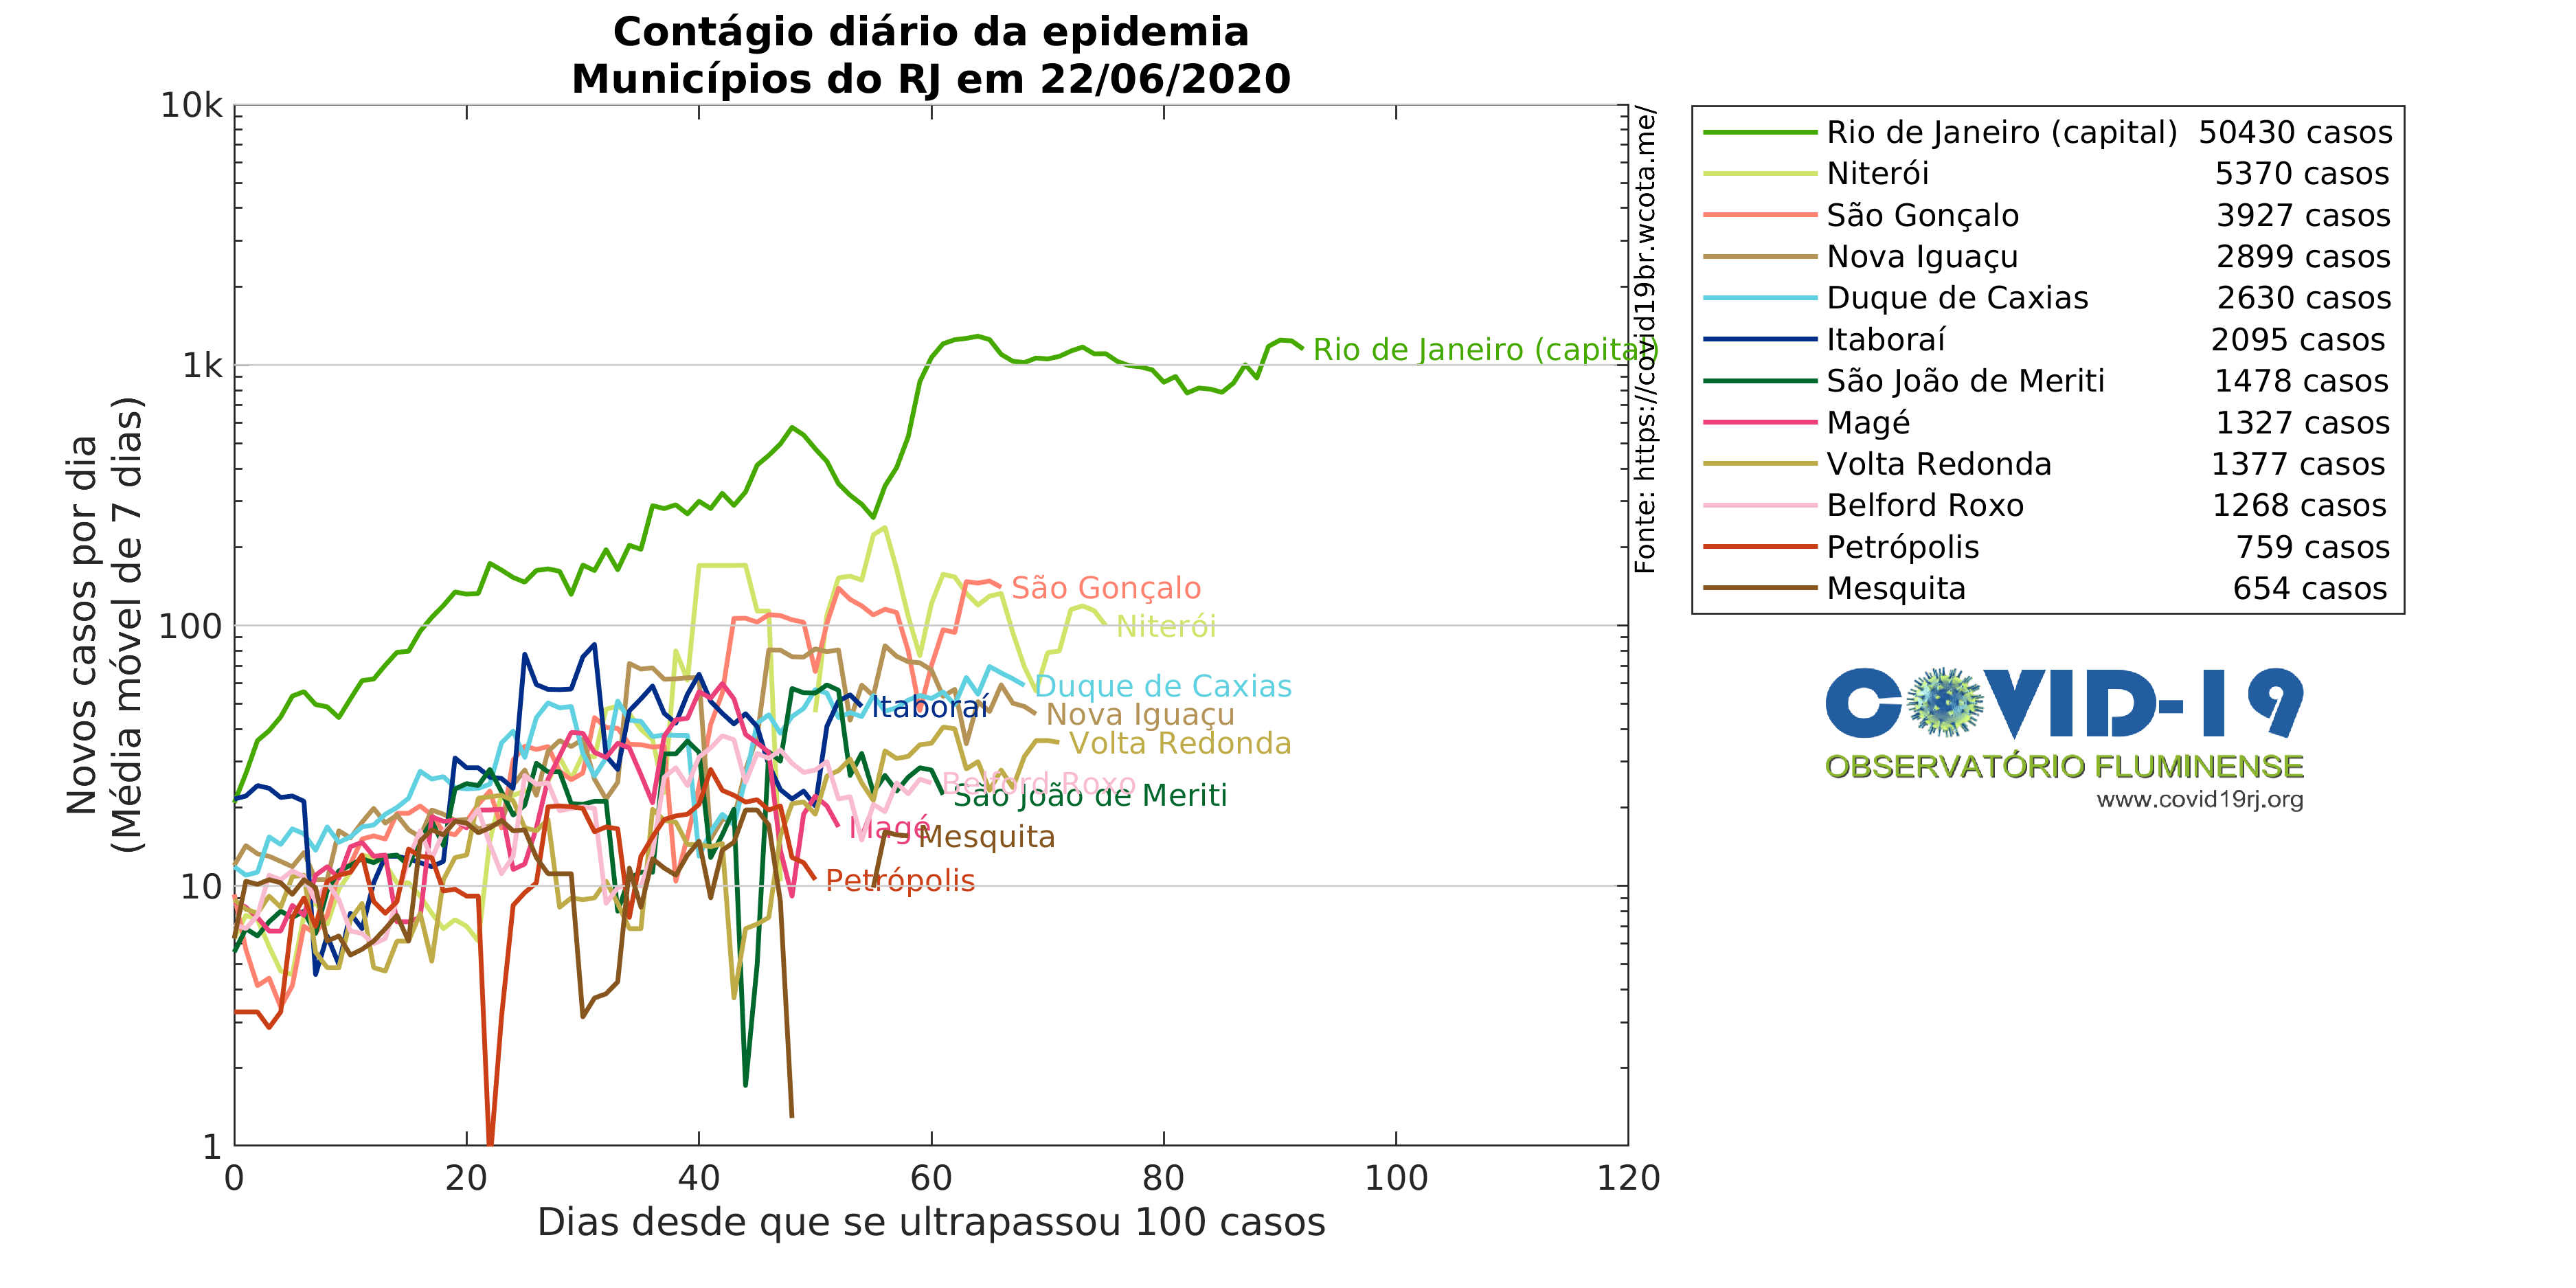 Contágio diário da epidemia
Municípios do RJ em 22/06/2020
Novos casos por dia
(Média móvel de 7 dias)
10k
1k
100
10
1
0 20 40 60 80 100 120
Dias desde que se ultrapassou 100 casos
Rio de Janeiro (capital)
São Gonçalo
Niterói
Duque de Caxias
Itaboraí
Nova Iguaçu
Volta Redonda
Belford Roxo
São João de Meriti
Magé
Mesquita
Petrópolis
Fonte: https://covid19br.wcota.me/
Rio de Janeiro (capital) 50430 casos
Niterói 5370 casos
São Gonçalo 3927 casos
Nova Iguaçu 2899 casos
Duque de Caxias 2630 casos
Itaboraí 2095 casos
São João de Meriti 1478 casos
Magé 1327 casos
Volta Redonda 1377 casos
Belford Roxo 1268 casos
Petrópolis 759 casos
Mesquita 654 casos
COVID-19
OBSERVATÓRIO FLUMINENSE
www.covid19rj.org